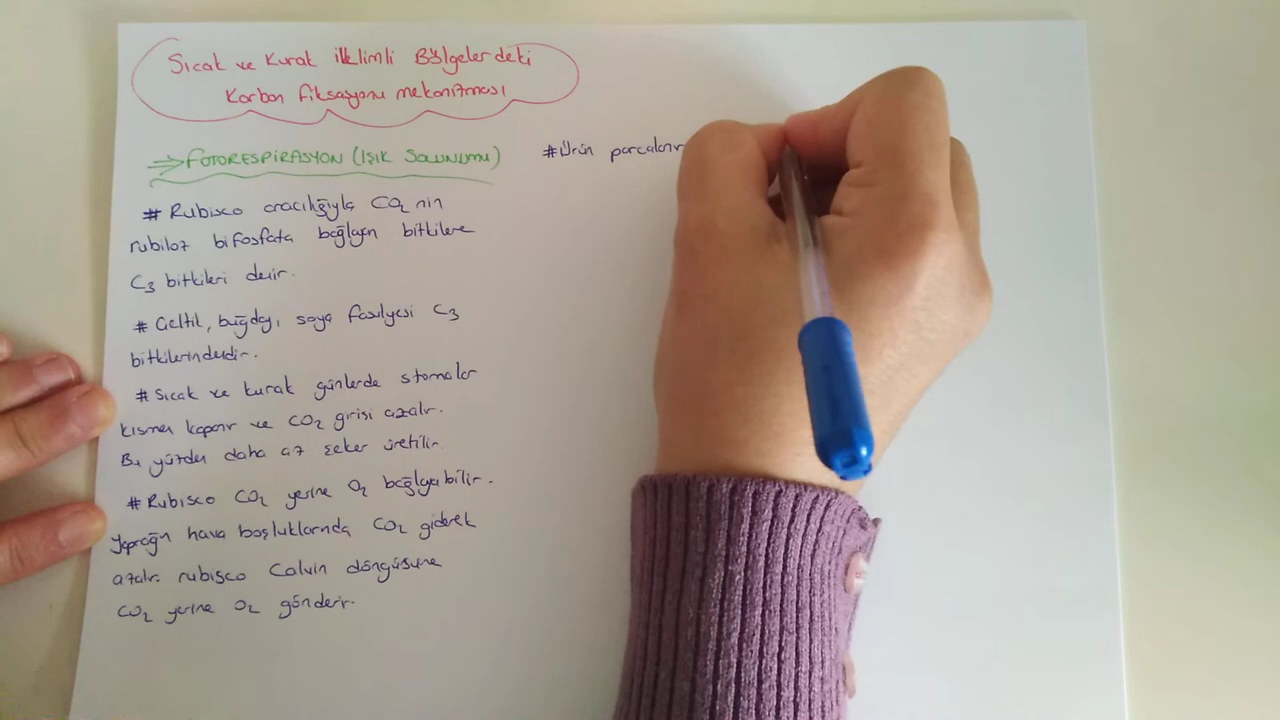 Sıcak ve Kurak İklimli Bölgelerdeki
Karbon fiksasyonu mekanizması
→ FOTORESPİRASYON (IŞIK SOLUNUMU)
# Rubisco aracılığıyla CO₂ nin
rubiloz bifosfata bağlayan bitkilere
C₃ bitkileri denir.
# Çeltik, buğday, soya fasulyesi C₃
bitkilerindendir.
# Sıcak ve kurak günlerde stomalar
kısmen kapanır ve CO₂ girişi azalır.
Bu yüzden daha az şeker üretilir.
# Rubisco CO₂ yerine O₂ bağlayabilir.
Yaprağın hava boşluklarında CO₂ giderek
azalır. rubisco Calvin döngüsüne
CO₂ yerine O₂ gönderir.
# Ürün parçalanır